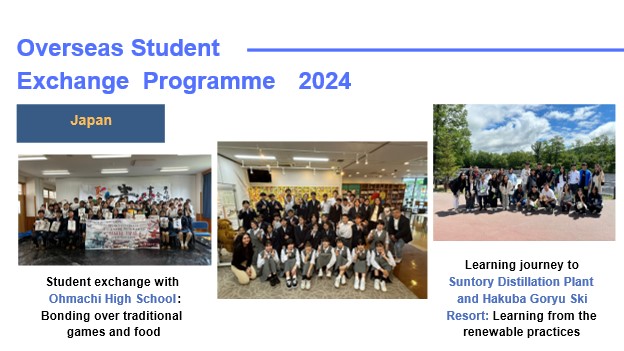 Overseas Student
Exchange Programme 2024
Japan
Student exchange with
Ohmachi High School:
Bonding over traditional
games and food
Learning journey to
Suntory Distillation Plant
and Hakuba Goryu Ski
Resort: Learning from the
renewable practices